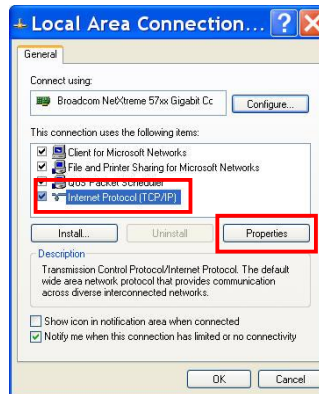 Local Area Connection...
General
Connect using:
Broadcom NetXtreme 57xx Gigabit Cc
Configure...
This connection uses the following items:
Client for Microsoft Networks
File and Printer Sharing for Microsoft Networks
QoS Packet Scheduler
Internet Protocol (TCP/IP)
Install...
Uninstall
Properties
Description
Transmission Control Protocol/Internet Protocol. The default
wide area network protocol that provides communication
across diverse interconnected networks.
Show icon in notification area when connected
Notify me when this connection has limited or no connectivity
OK
Cancel